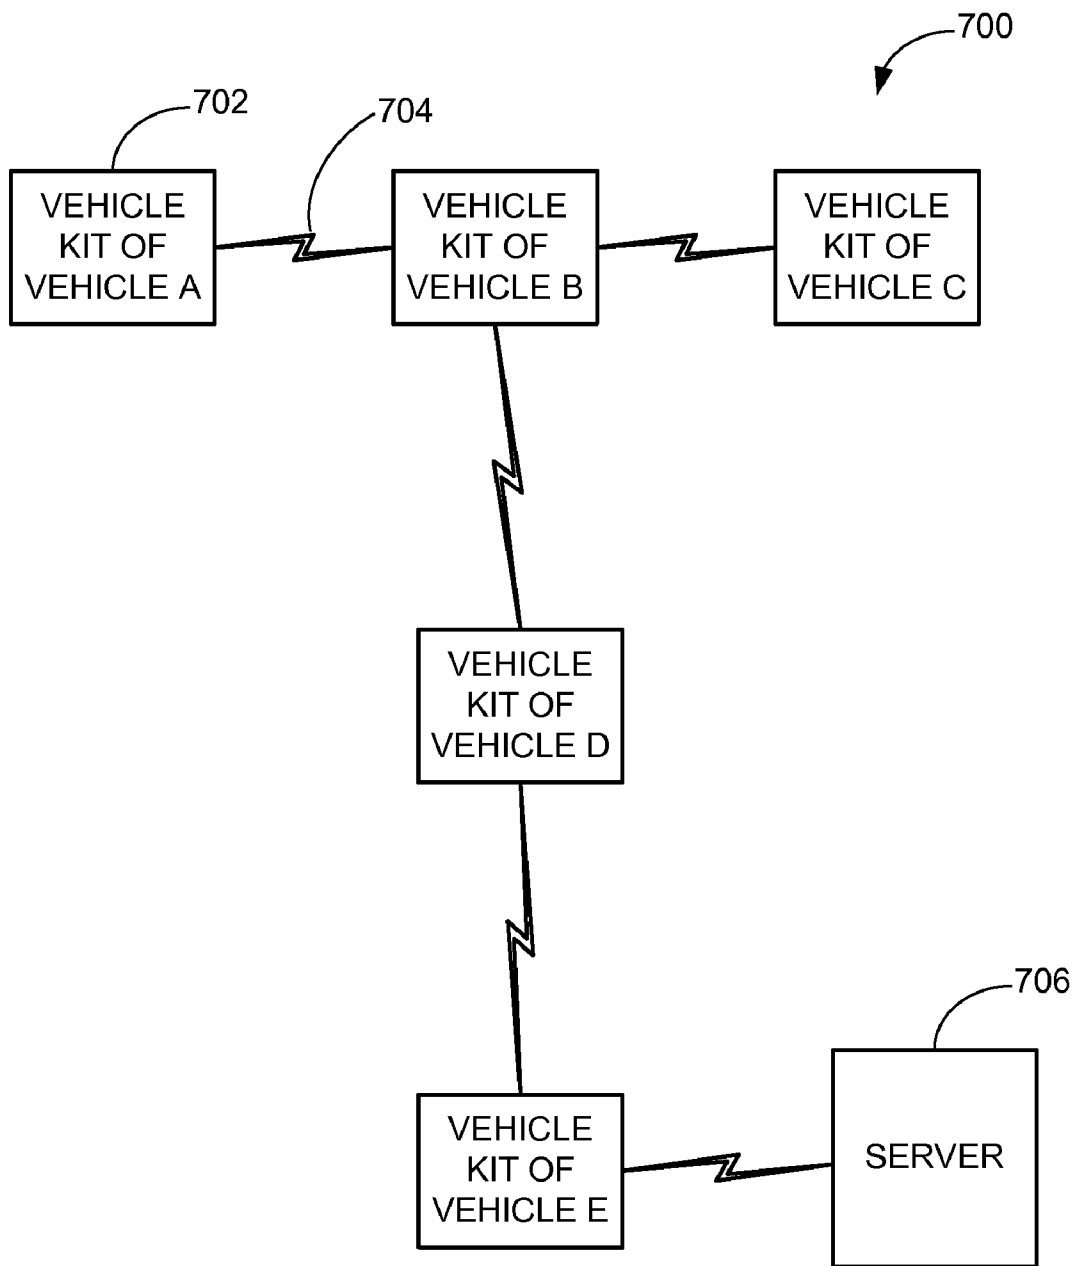 700
702
704
VEHICLE
KIT OF
VEHICLE A
VEHICLE
KIT OF
VEHICLE B
VEHICLE
KIT OF
VEHICLE C
VEHICLE
KIT OF
VEHICLE D
706
VEHICLE
KIT OF
VEHICLE E
SERVER